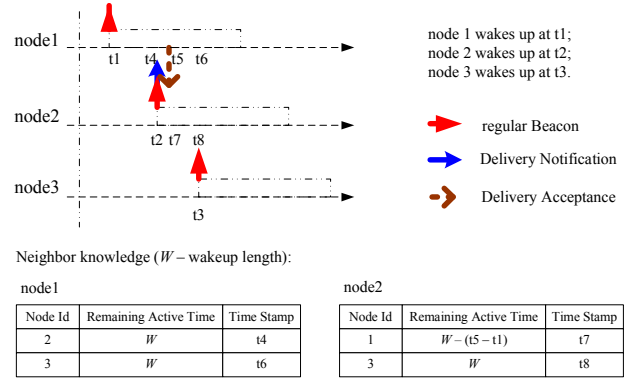 node1
t1 t4 t5 t6
node 1 wakes up at t1;
node 2 wakes up at t2;
node 3 wakes up at t3.
node2
t2 t7 t8
regular Beacon
Delivery Notification
node3
t3
Delivery Acceptance
Neighbor knowledge (W – wakeup length):
node1
Node Id Remaining Active Time Time Stamp
2 W t4
3 W t6
node2
Node Id Remaining Active Time Time Stamp
1 W – (t5 – t1) t7
3 W t8